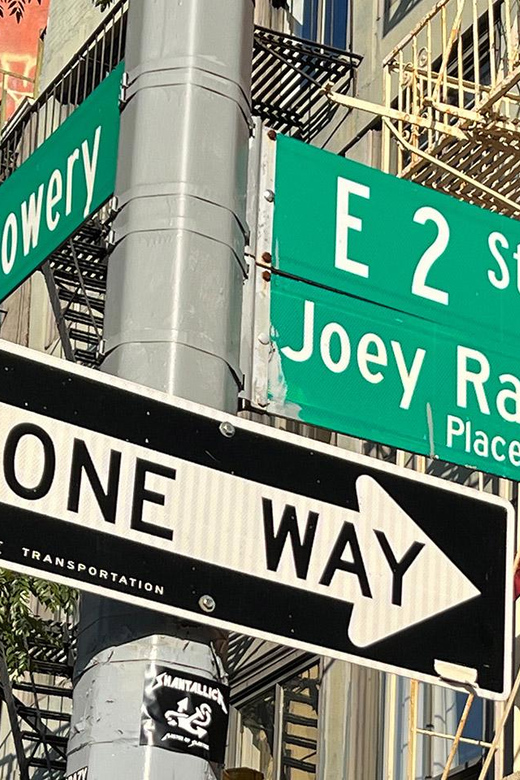 owery
E 2 St
Joey Ra
Place
ONE WAY
TRANSPORTATION